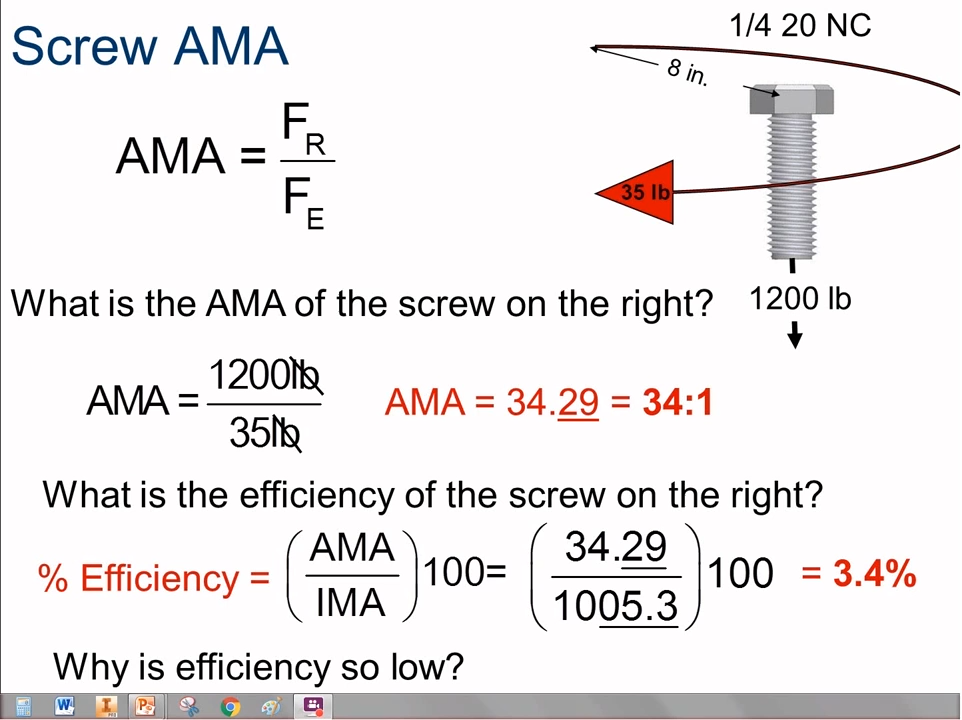 Screw AMA
1/4 20 NC
8 in.
AMA = F_R / F_E
35 lb
What is the AMA of the screw on the right?
1200 lb
AMA = 1200lb / 35lb
AMA = 34.29 = 34:1
What is the efficiency of the screw on the right?
% Efficiency = (AMA / IMA) 100= (34.29 / 1005.3) 100 = 3.4%
Why is efficiency so low?